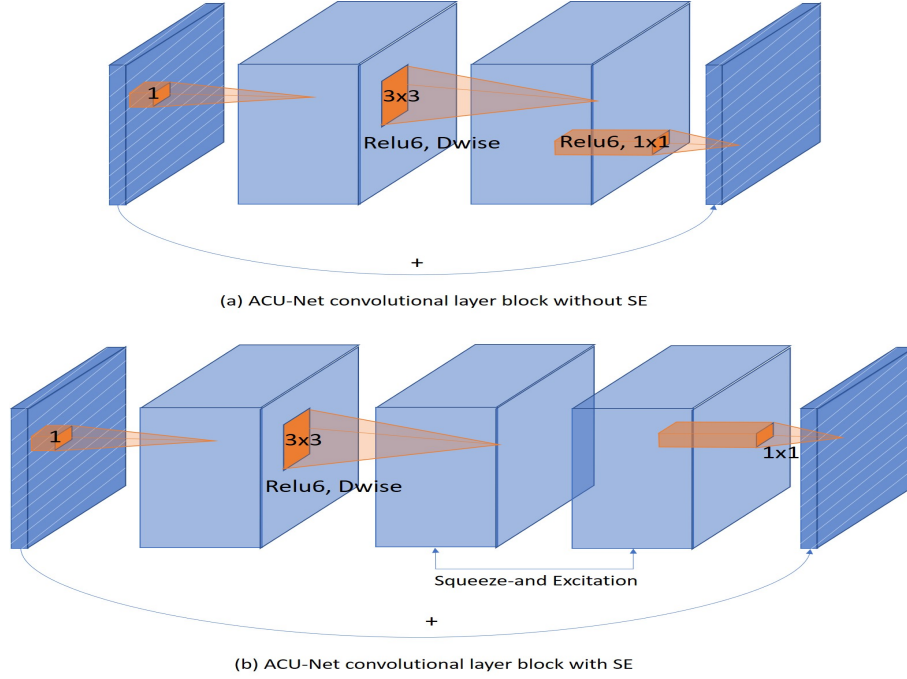 1
3x3
Relu6, Dwise
Relu6, 1x1
+
(a) ACU-Net convolutional layer block without SE
1
3x3
1x1
Relu6, Dwise
Squeeze-and Excitation
+
(b) ACU-Net convolutional layer block with SE